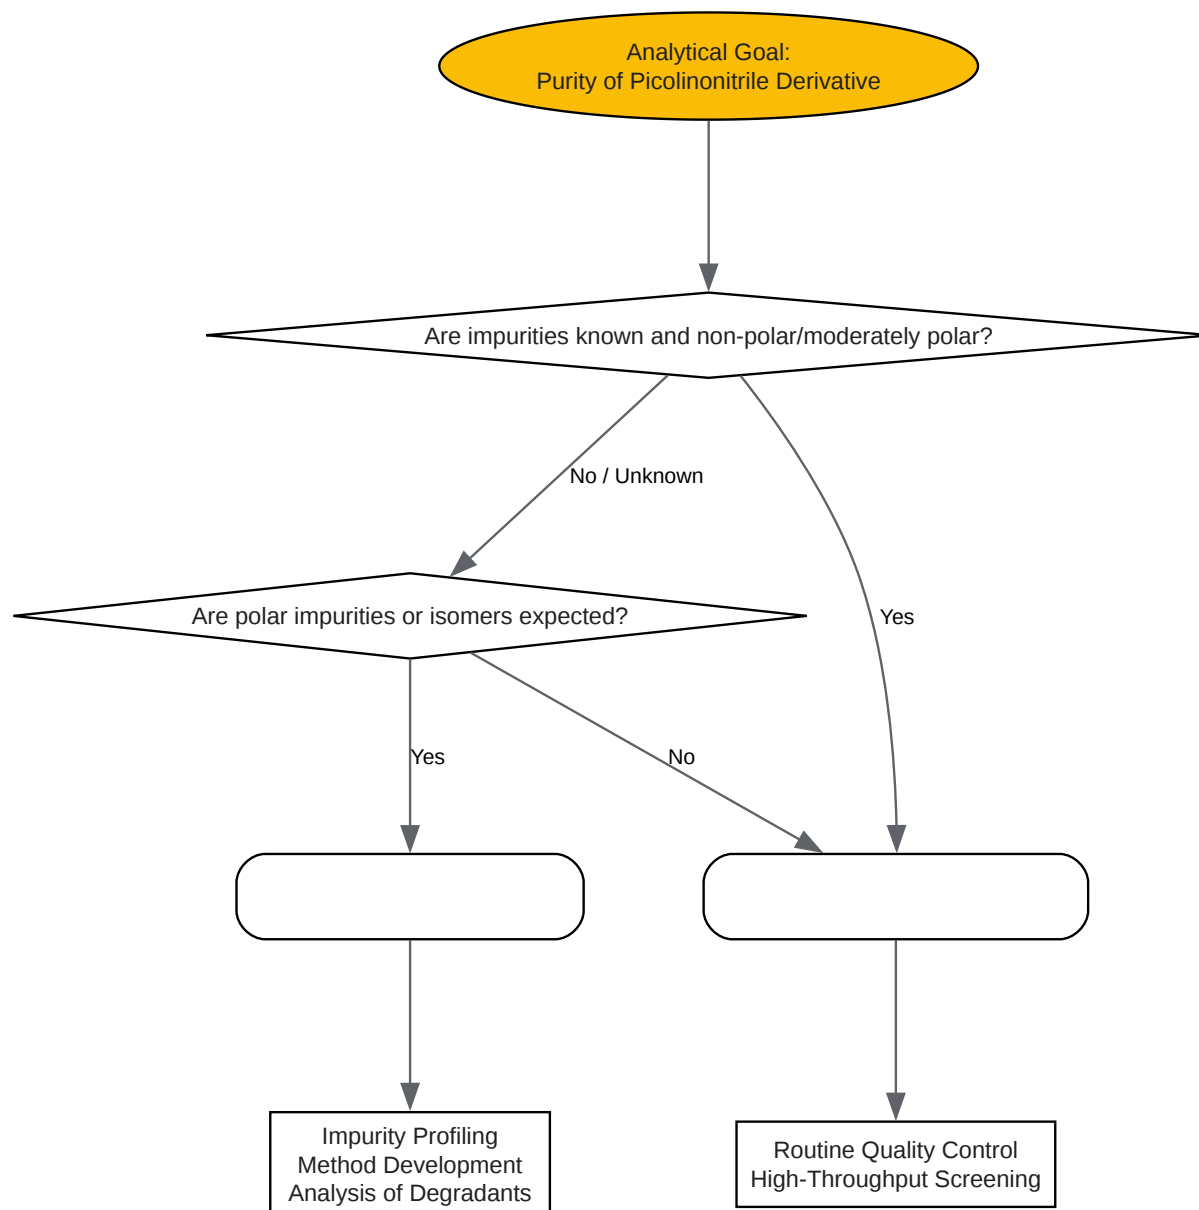 Analytical Goal:
Purity of Picolinonitrile Derivative
Are impurities known and non-polar/moderately polar?
No / Unknown
Are polar impurities or isomers expected?
Yes
Yes
No
Impurity Profiling
Method Development
Analysis of Degradants
Routine Quality Control
High-Throughput Screening